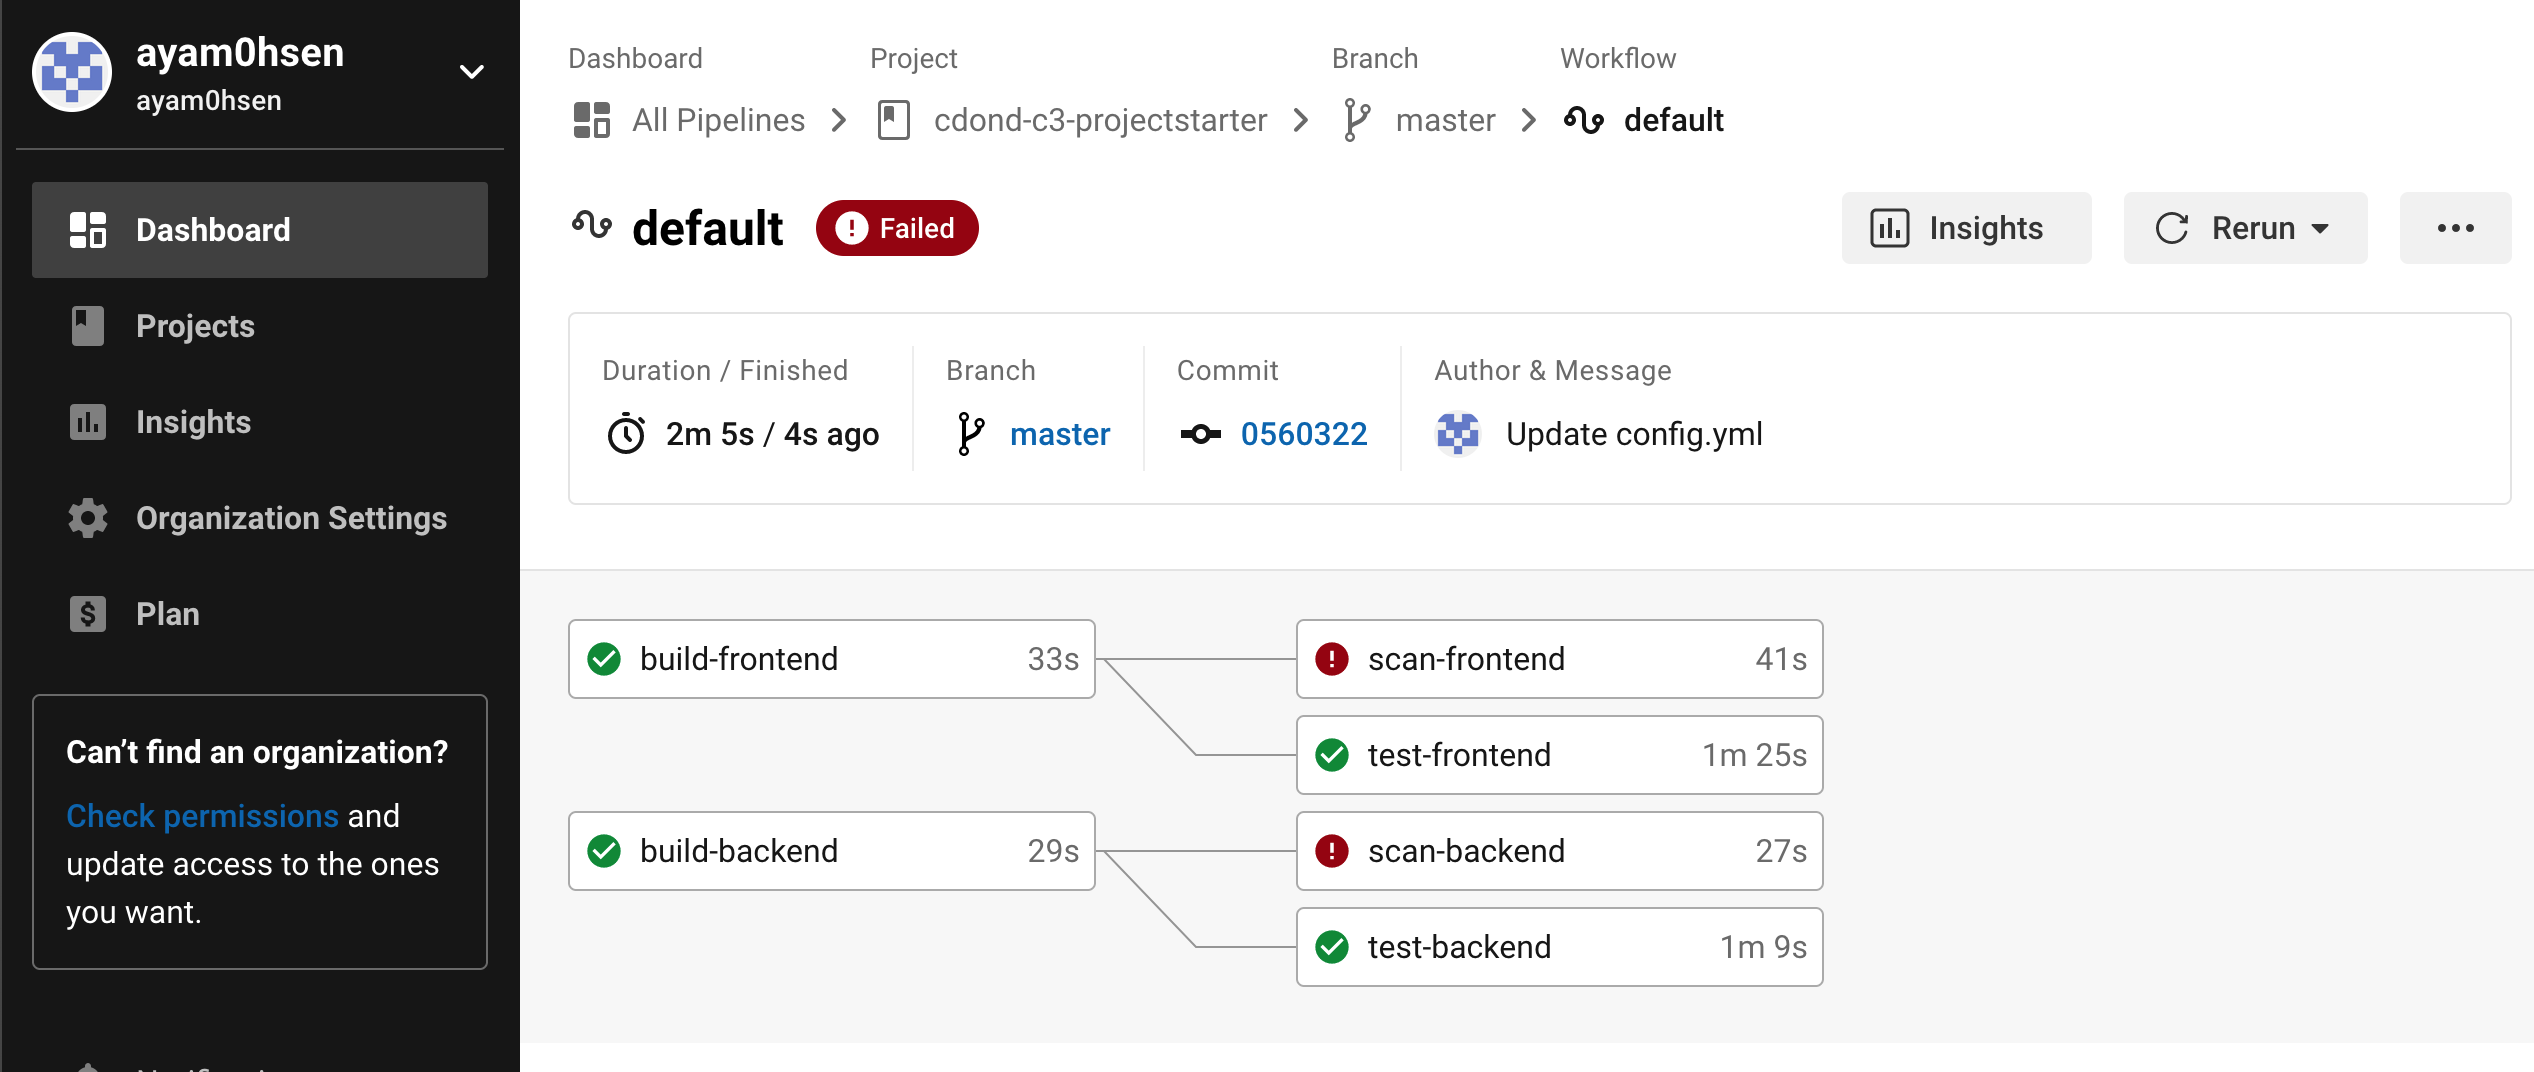 ayam0hsen
ayam0hsen
Dashboard
Projects
Insights
Organization Settings
Plan
Can't find an organization?
Check permissions and
update access to the ones
you want.
Dashboard Project Branch Workflow
All Pipelines cdond-c3-projectstarter master default
default Failed Insights Rerun
Duration / Finished Branch Commit Author & Message
2m 5s / 4s ago master 0560322 Update config.yml
build-frontend 33s scan-frontend 41s
test-frontend 1m 25s
build-backend 29s scan-backend 27s
test-backend 1m 9s